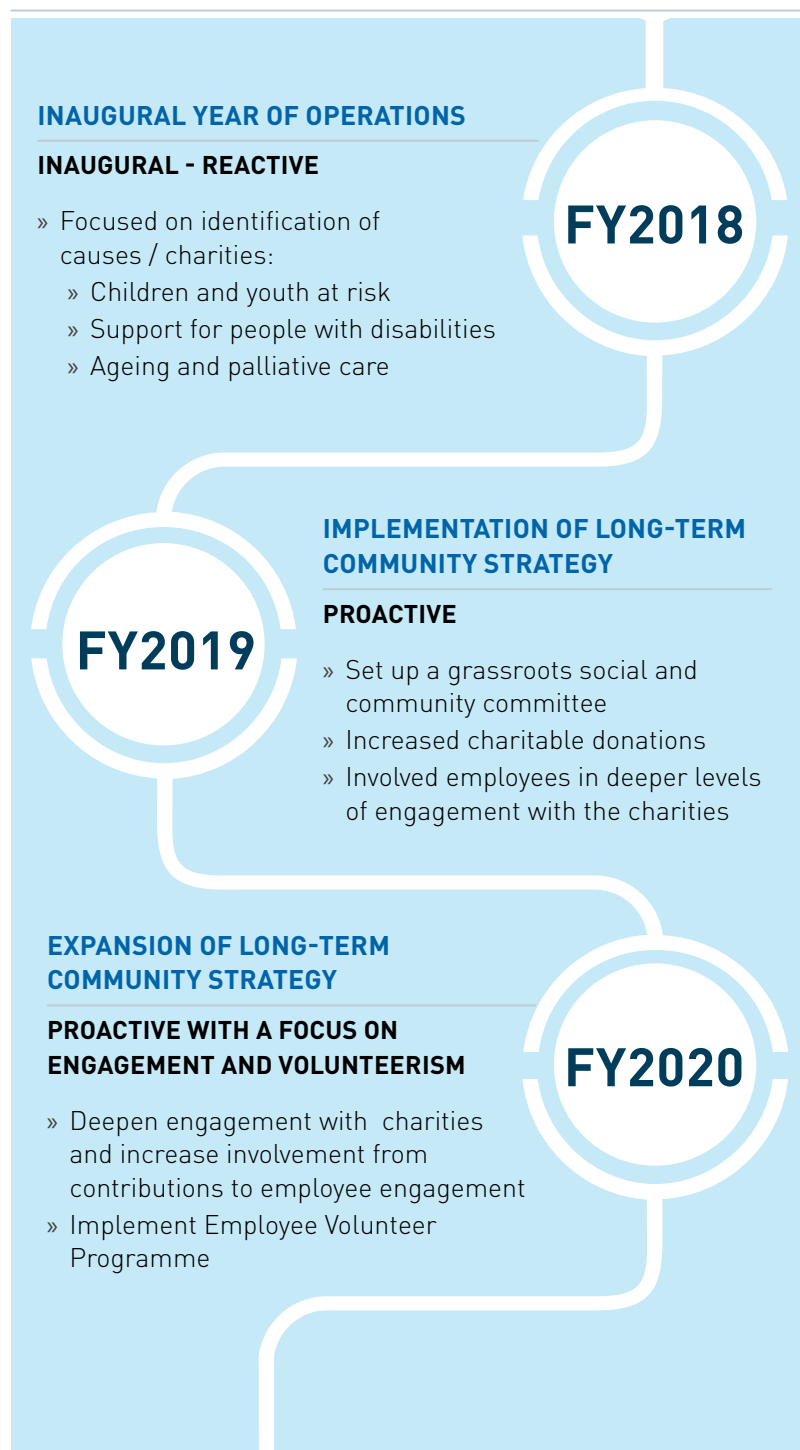 INAUGURAL YEAR OF OPERATIONS
INAUGURAL - REACTIVE
» Focused on identification of
causes / charities:
» Children and youth at risk
» Support for people with disabilities
» Ageing and palliative care
FY2018
IMPLEMENTATION OF LONG-TERM
COMMUNITY STRATEGY
PROACTIVE
» Set up a grassroots social and
community committee
» Increased charitable donations
» Involved employees in deeper levels
of engagement with the charities
FY2019
EXPANSION OF LONG-TERM
COMMUNITY STRATEGY
PROACTIVE WITH A FOCUS ON
ENGAGEMENT AND VOLUNTEERISM
» Deepen engagement with charities
and increase involvement from
contributions to employee engagement
» Implement Employee Volunteer
Programme
FY2020